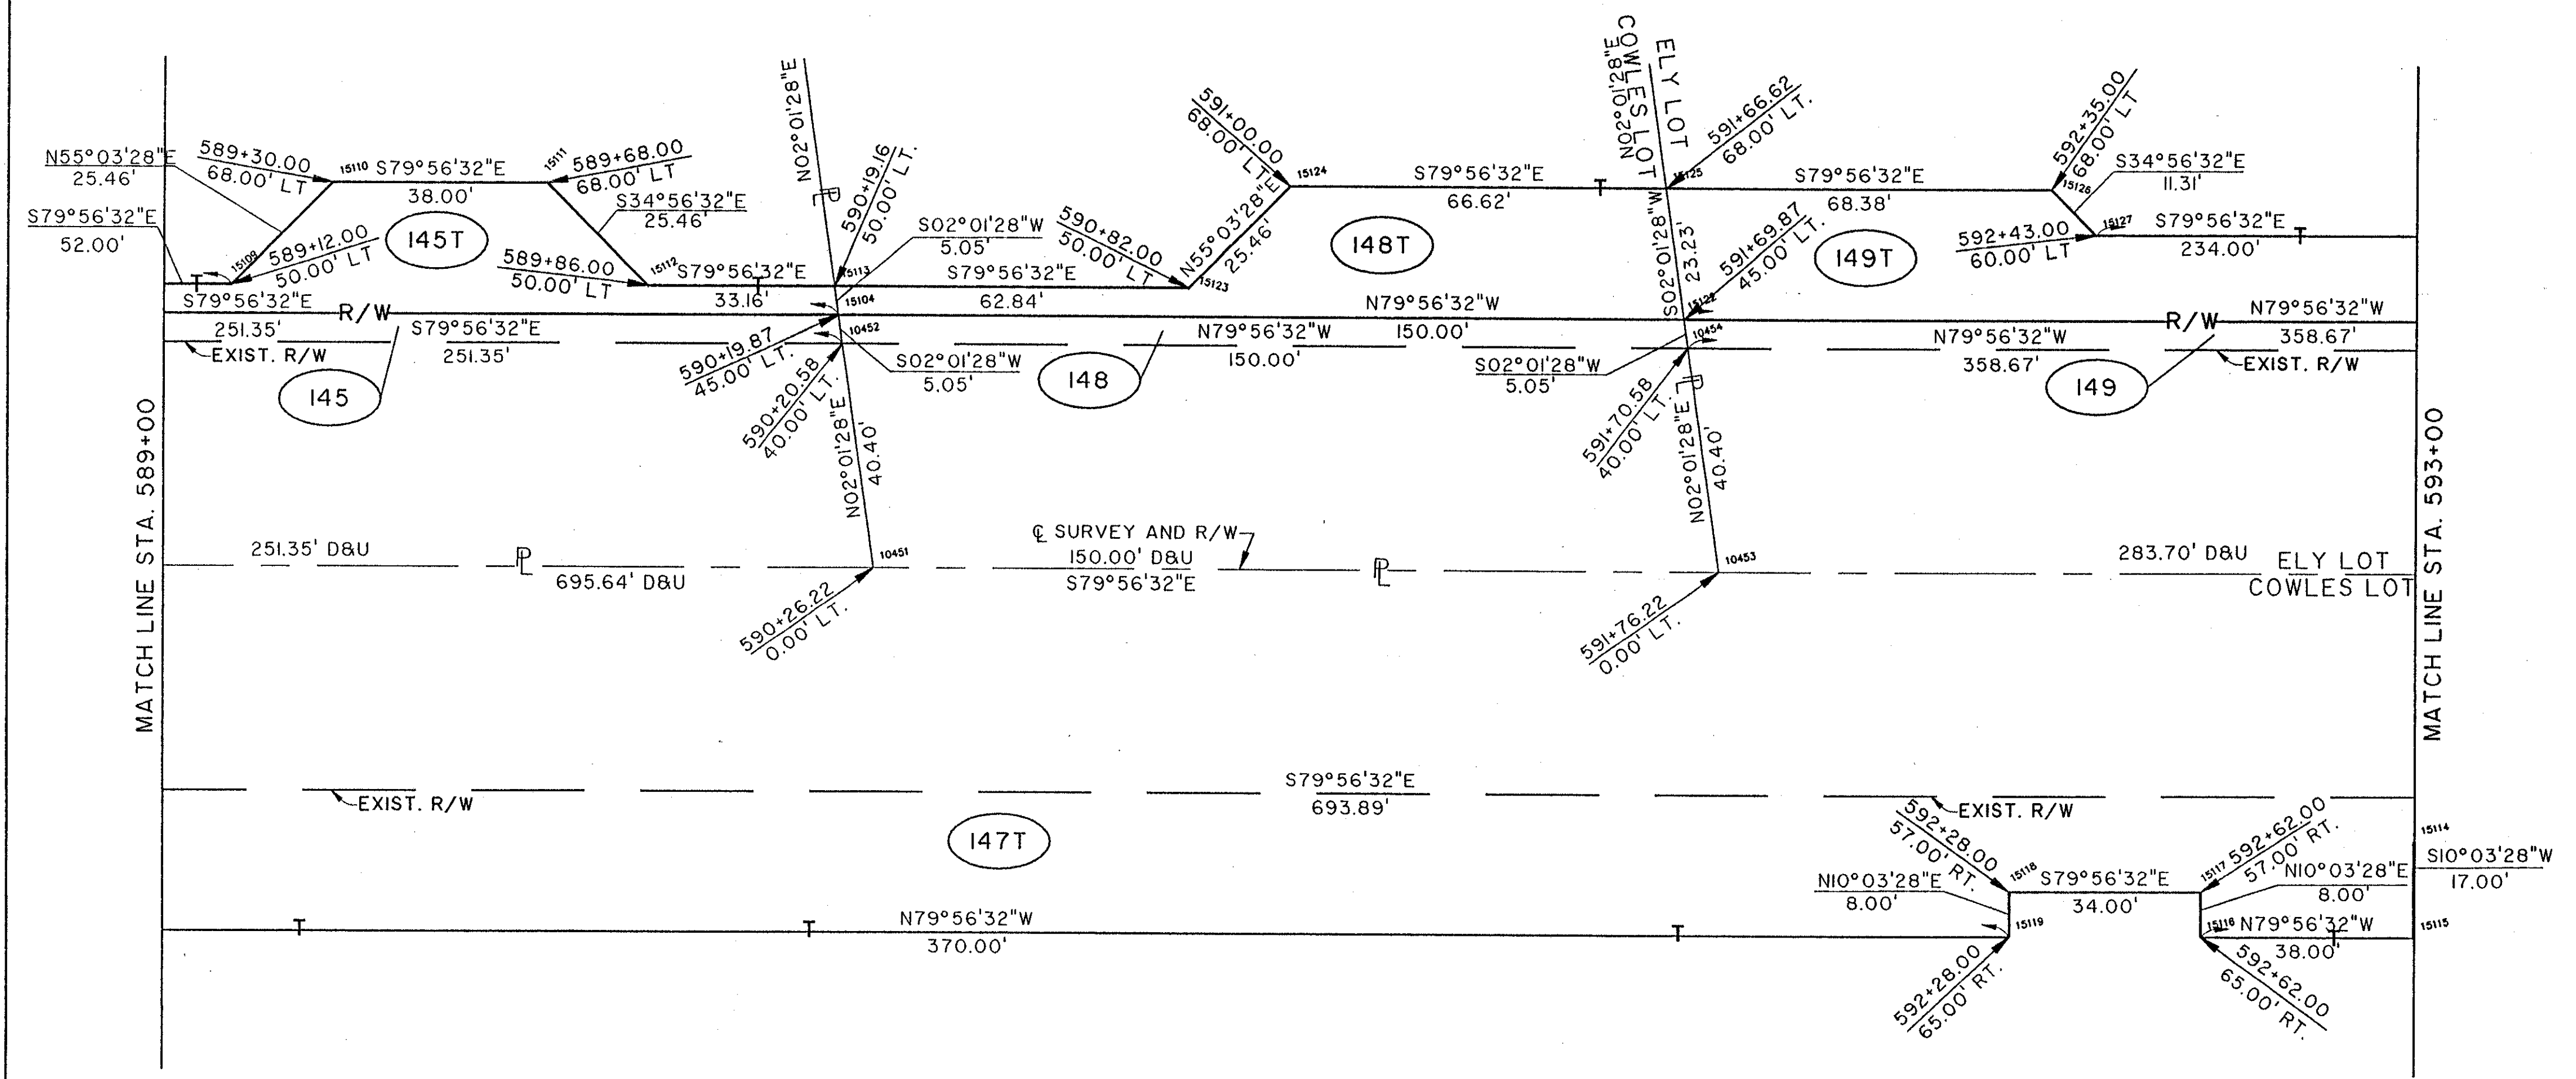 COWLES LOT
ELY LOT
N02°01'28"E
N02°01'28"E
PL
590+19.16
50.00' LT.
591+00.00
68.00' LT
591+66.62
68.00' LT.
592+35.00
68.00' LT
N55°03'28"E
25.46'
589+30.00
68.00' LT
15110
S79°56'32"E
38.00'
15111
589+68.00
68.00' LT
S34°56'32"E
25.46'
15124
S79°56'32"E
66.62'
T
15125
S79°56'32"E
68.38'
15126
S34°56'32"E
11.31'
S79°56'32"E
52.00'
T
15109
589+12.00
50.00' LT
145T
589+86.00
50.00' LT
15112
S79°56'32"E
33.16'
T
15113
S02°01'28"W
5.05'
S79°56'32"E
62.84'
590+82.00
50.00' LT
15123
N55°03'28"E
25.46'
148T
S02°01'28"W
23.23'
591+69.87
45.00' LT.
149T
592+43.00
60.00' LT
15127
S79°56'32"E
234.00'
T
S79°56'32"E
251.35'
R/W
15104
N79°56'32"W
150.00'
15122
R/W
N79°56'32"W
358.67'
EXIST. R/W
S79°56'32"E
251.35'
145
590+19.87
45.00' LT.
10452
S02°01'28"W
5.05'
590+20.58
40.00' LT.
148
N79°56'32"W
150.00'
S02°01'28"W
5.05'
10454
591+70.58
40.00' LT.
PL
N79°56'32"W
358.67'
EXIST. R/W
149
N02°01'28"E
40.40'
N02°01'28"E
40.40'
MATCH LINE STA. 589+00
MATCH LINE STA. 593+00
251.35' D&U
PL
695.64' D&U
10451
CL SURVEY AND R/W
150.00' D&U
S79°56'32"E
PL
10453
283.70' D&U
ELY LOT
COWLES LOT
590+26.22
0.00' LT.
591+76.22
0.00' LT.
EXIST. R/W
S79°56'32"E
693.89'
EXIST. R/W
147T
592+28.00
57.00' RT.
592+62.00
57.00' RT.
15114
S10°03'28"W
17.00'
N10°03'28"E
8.00'
15118
S79°56'32"E
34.00'
15117
N10°03'28"E
8.00'
T
T
N79°56'32"W
370.00'
T
15119
15116
N79°56'32"W
38.00'
T
15115
592+28.00
65.00' RT.
592+62.00
65.00' RT.